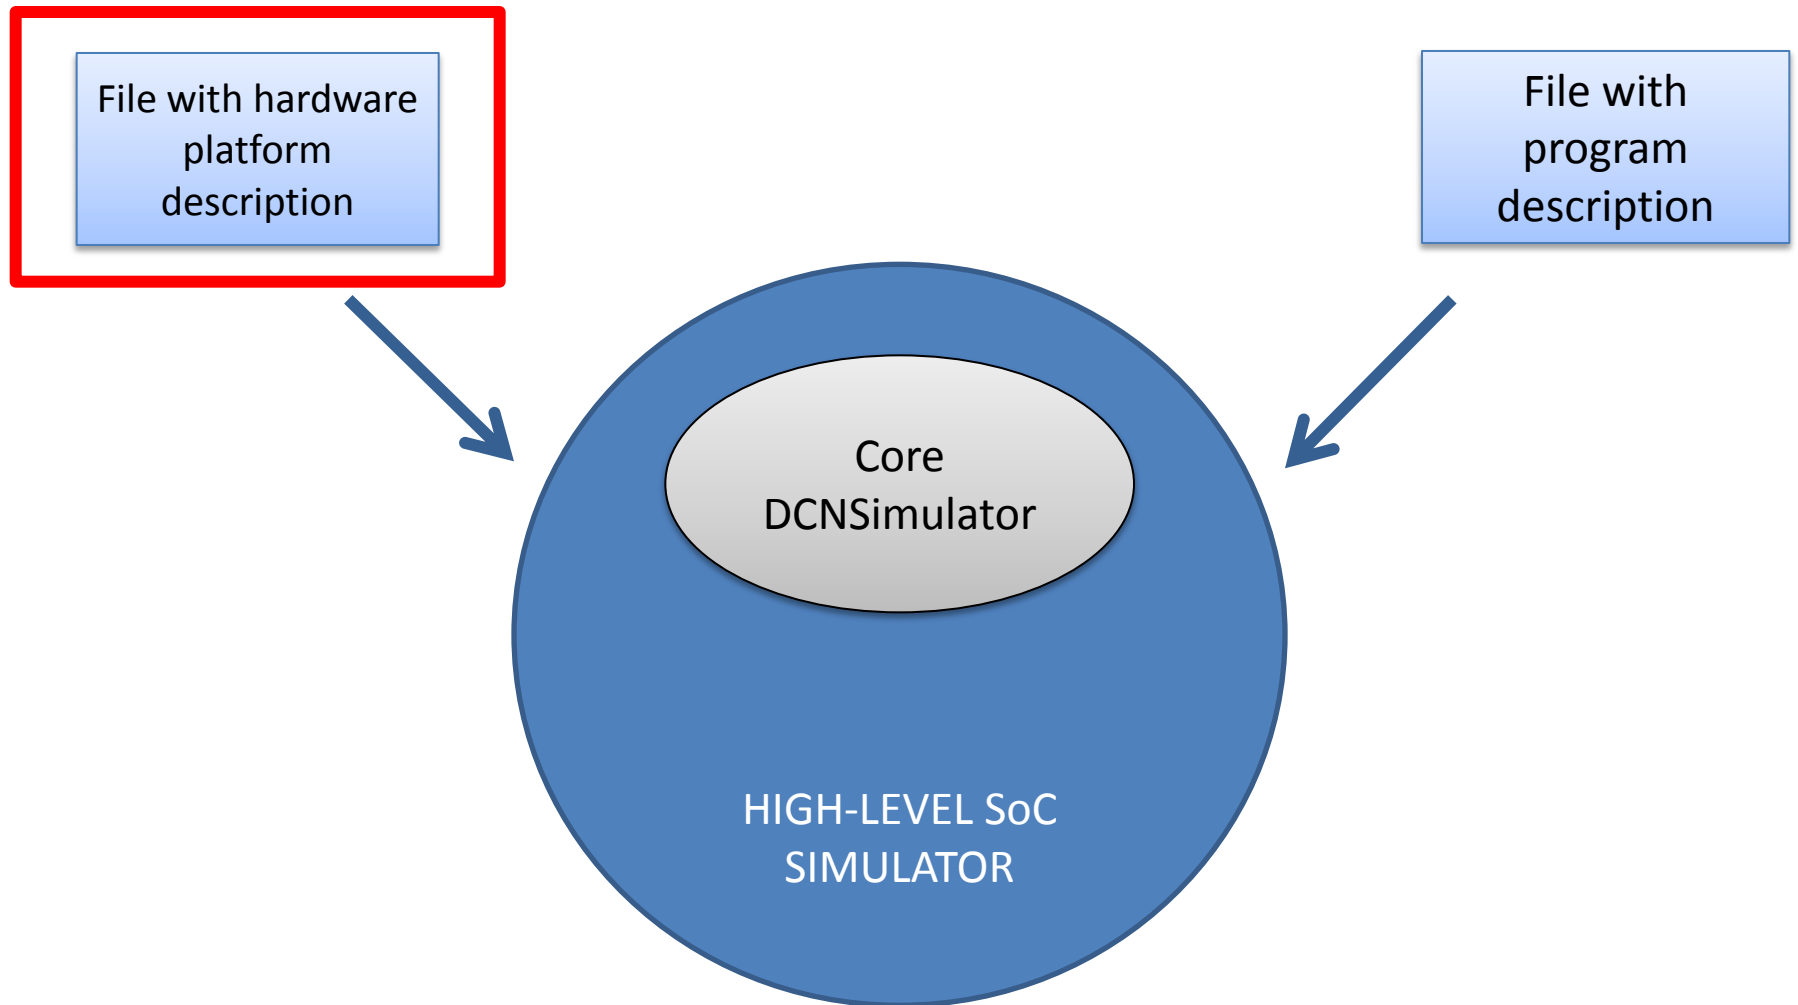 File with hardware
platform
description
File with
program
description
Core
DCNSimulator
HIGH-LEVEL SoC
SIMULATOR